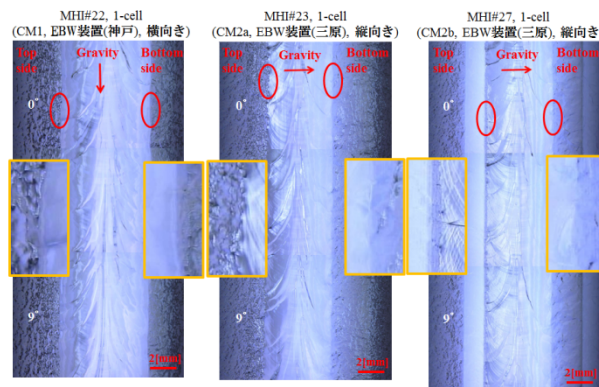 MHI#22, 1-cell
(CM1, EBW装置(神戸), 横向き)
Top side
Gravity
Bottom side
0°
9°
2[mm]
MHI#23, 1-cell
(CM2a, EBW装置(三原), 縦向き)
Top side
Gravity
Bottom side
0°
9°
2[mm]
MHI#27, 1-cell
(CM2b, EBW装置(三原), 縦向き)
Top side
Gravity
Bottom side
0°
9°
2[mm]